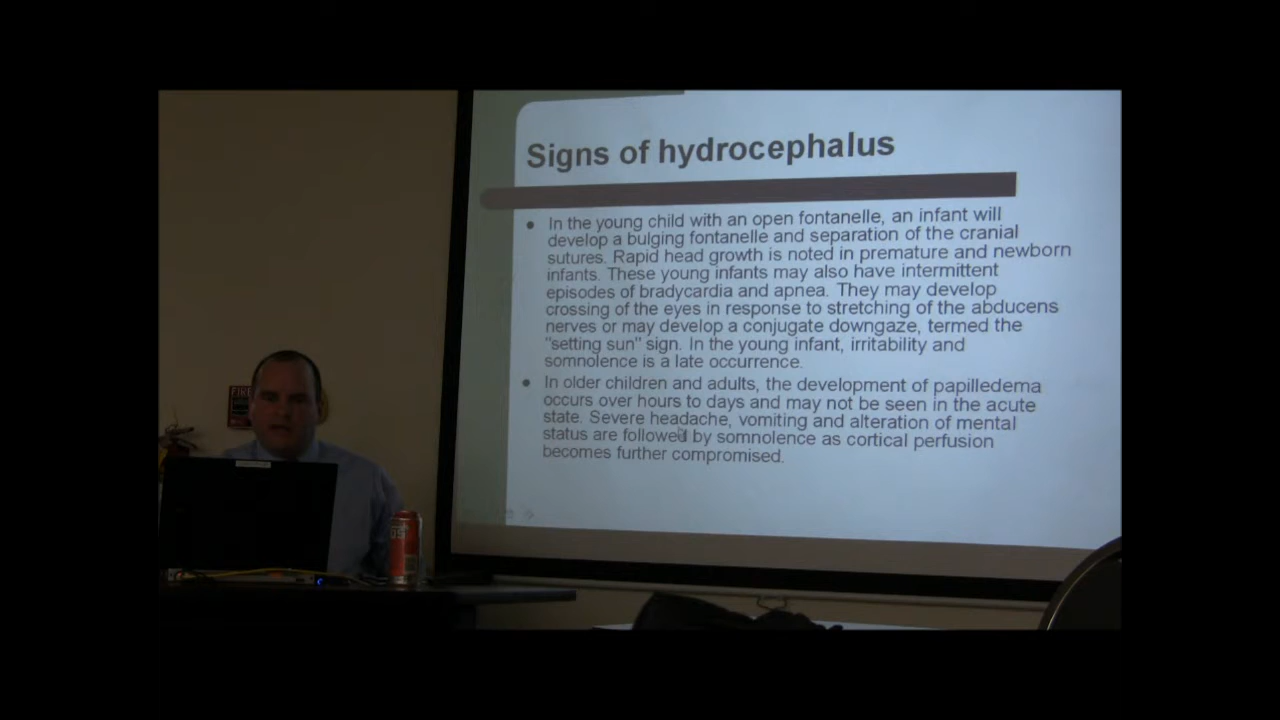 Signs of hydrocephalus
In the young child with an open fontanelle, an infant will
develop a bulging fontanelle and separation of the cranial
sutures. Rapid head growth is noted in premature and newborn
infants. These young infants may also have intermittent
episodes of bradycardia and apnea. They may develop
crossing of the eyes in response to stretching of the abducens
nerves or may develop a conjugate downgaze, termed the
"setting sun" sign. In the young infant, irritability and
somnolence is a late occurrence.
In older children and adults, the development of papilledema
occurs over hours to days and may not be seen in the acute
state. Severe headache, vomiting and alteration of mental
status are followed by somnolence as cortical perfusion
becomes further compromised.
FIRE